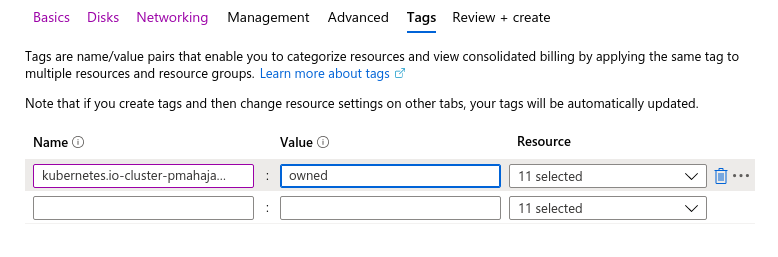 Basics Disks Networking Management Advanced Tags Review + create
Tags are name/value pairs that enable you to categorize resources and view consolidated billing by applying the same tag to
multiple resources and resource groups. Learn more about tags
Note that if you create tags and then change resource settings on other tabs, your tags will be automatically updated.
Name Value Resource
kubernetes.io-cluster-pmahaja... : owned 11 selected
: 11 selected